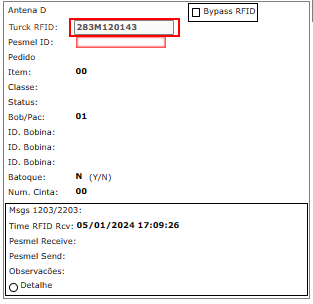 Antena D
Bypass RFID
Turck RFID: 283M120143
Pesmel ID:
Pedido
Item: 00
Classe:
Status:
Bob/Pac: 01
ID. Bobina:
ID. Bobina:
ID. Bobina:
Batoque: N (Y/N)
Num. Cinta: 00
Msgs 1203/2203:
Time RFID Rcv: 05/01/2024 17:09:26
Pesmel Receive:
Pesmel Send:
Observacões:
Detalhe